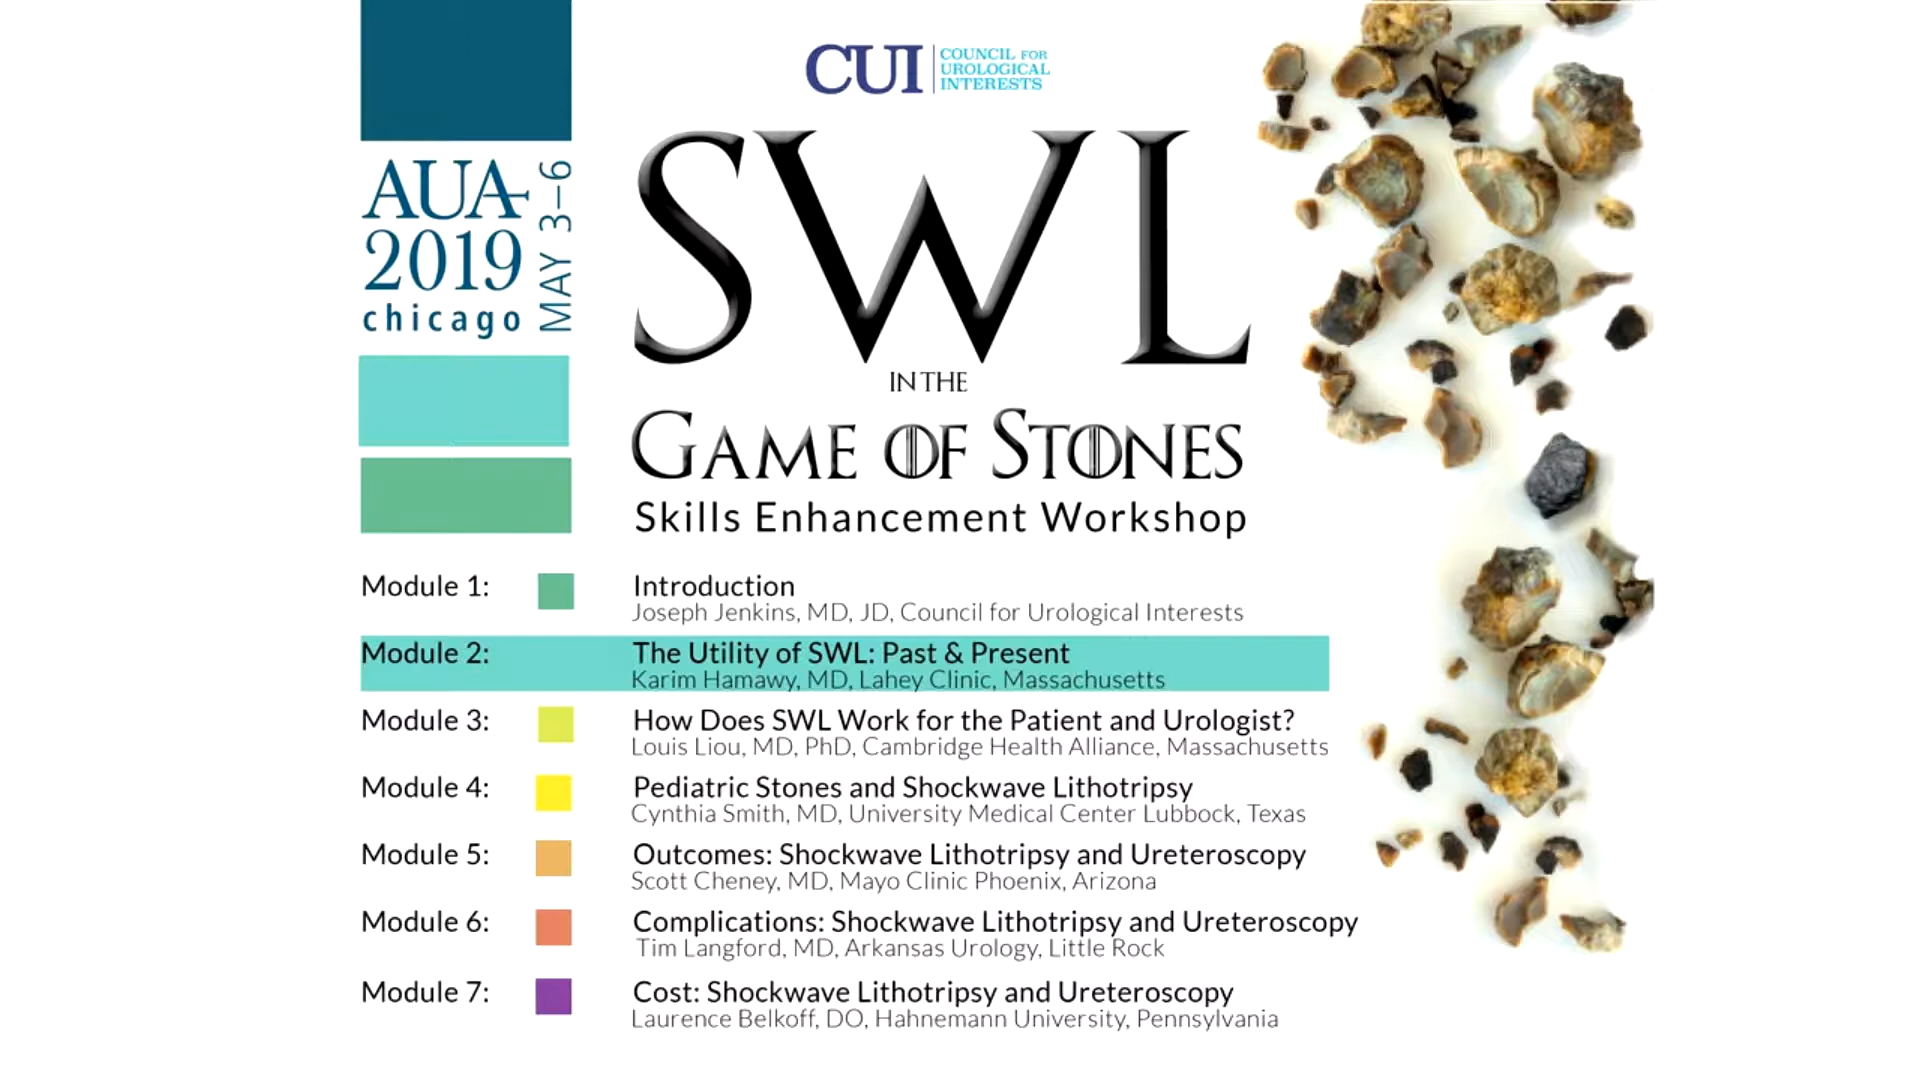 CUI COUNCIL FOR
UROLOGICAL
INTERESTS
AUA
2019
chicago
MAY 3–6
SWL
IN THE
GAME OF STONES
Skills Enhancement Workshop
Module 1: Introduction
Joseph Jenkins, MD, JD, Council for Urological Interests
Module 2: The Utility of SWL: Past & Present
Karim Hamawy, MD, Lahey Clinic, Massachusetts
Module 3: How Does SWL Work for the Patient and Urologist?
Louis Liou, MD, PhD, Cambridge Health Alliance, Massachusetts
Module 4: Pediatric Stones and Shockwave Lithotripsy
Cynthia Smith, MD, University Medical Center Lubbock, Texas
Module 5: Outcomes: Shockwave Lithotripsy and Ureteroscopy
Scott Cheney, MD, Mayo Clinic Phoenix, Arizona
Module 6: Complications: Shockwave Lithotripsy and Ureteroscopy
Tim Langford, MD, Arkansas Urology, Little Rock
Module 7: Cost: Shockwave Lithotripsy and Ureteroscopy
Laurence Belkoff, DO, Hahnemann University, Pennsylvania